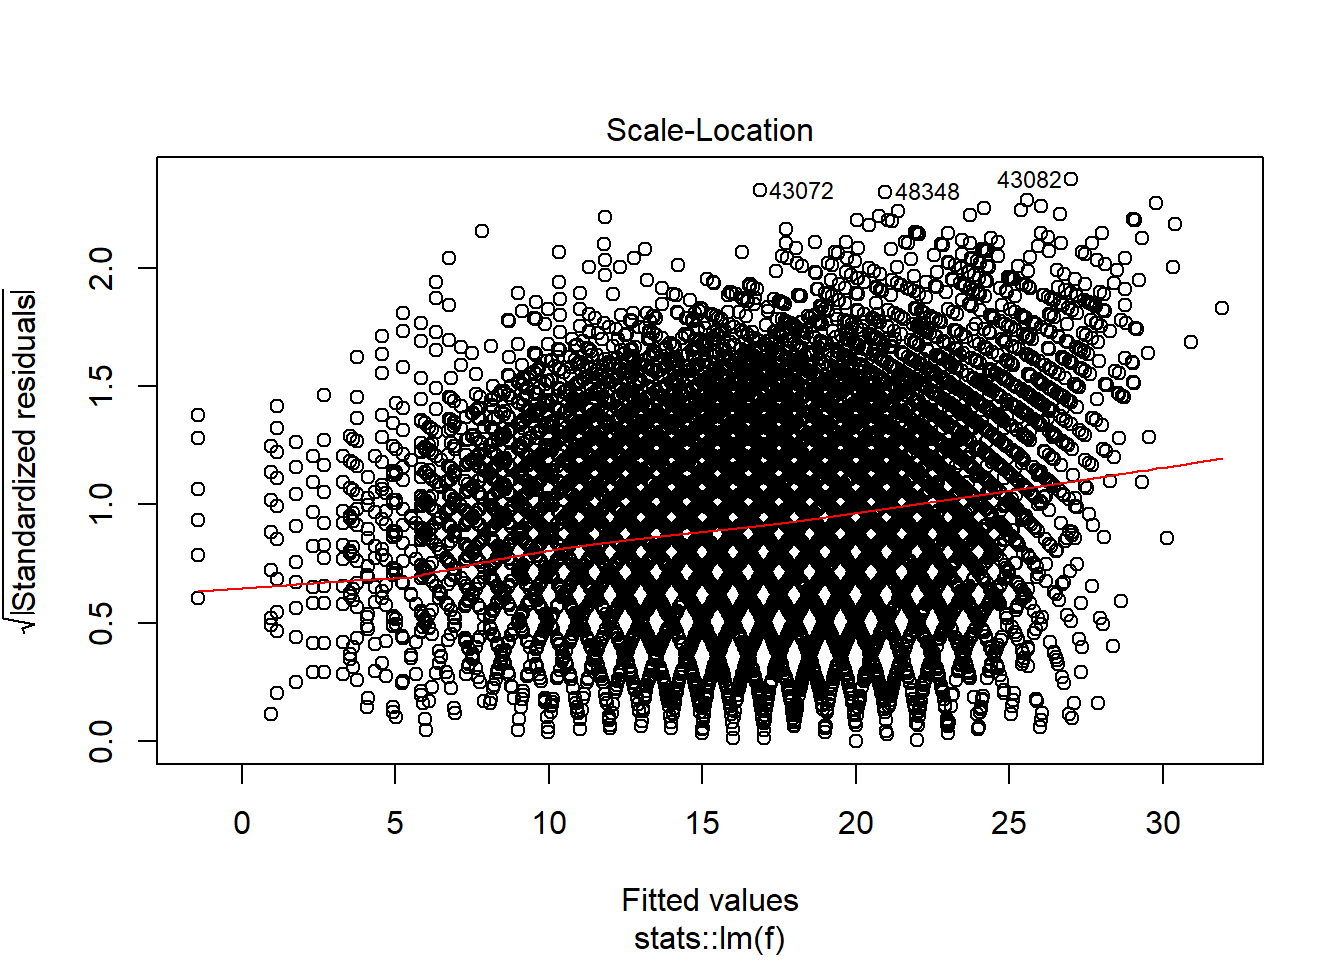 Scale-Location
43072
48348
43082
√|Standardized residuals|
2.0
1.5
1.0
0.5
0.0
0 5 10 15 20 25 30
Fitted values
stats::lm(f)